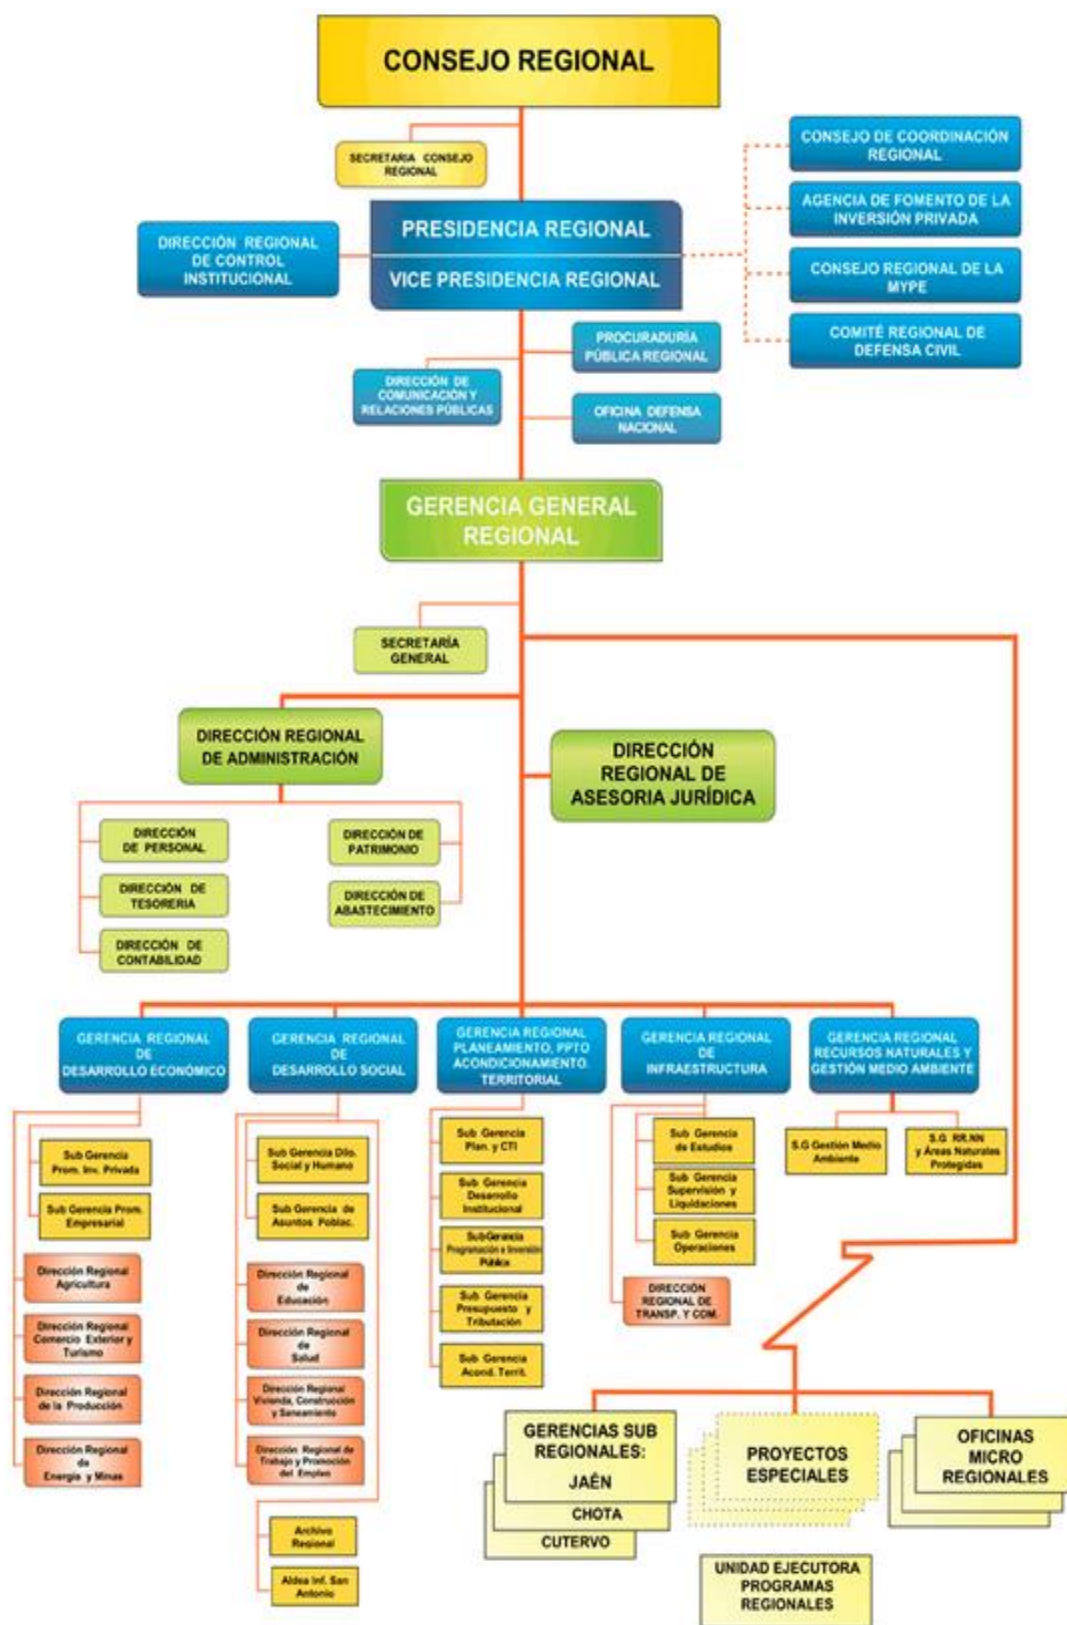 CONSEJO REGIONAL
SECRETARIA CONSEJO
REGIONAL
CONSEJO DE COORDINACIÓN
REGIONAL
AGENCIA DE FOMENTO DE LA
INVERSIÓN PRIVADA
CONSEJO REGIONAL DE LA
MYPE
COMITÉ REGIONAL DE
DEFENSA CIVIL
PRESIDENCIA REGIONAL
VICE PRESIDENCIA REGIONAL
DIRECCIÓN REGIONAL
DE CONTROL
INSTITUCIONAL
PROCURADURÍA
PÚBLICA REGIONAL
DIRECCIÓN DE
COMUNICACIÓN Y
RELACIONES PÚBLICAS
OFICINA DEFENSA
NACIONAL
GERENCIA GENERAL
REGIONAL
SECRETARÍA
GENERAL
DIRECCIÓN REGIONAL
DE ADMINISTRACIÓN
DIRECCIÓN
REGIONAL DE
ASESORIA JURÍDICA
DIRECCIÓN
DE PERSONAL
DIRECCIÓN DE
TESORERIA
DIRECCIÓN DE
CONTABILIDAD
DIRECCIÓN DE
PATRIMONIO
DIRECCIÓN DE
ABASTECIMIENTO
GERENCIA REGIONAL
DE
DESARROLLO ECONÓMICO
GERENCIA REGIONAL
DE
DESARROLLO SOCIAL
GERENCIA REGIONAL
PLANEAMIENTO, PPTO
ACONDICIONAMIENTO.
TERRITORIAL
GERENCIA REGIONAL
DE
INFRAESTRUCTURA
GERENCIA REGIONAL
RECURSOS NATURALES Y
GESTIÓN MEDIO AMBIENTE
Sub Gerencia
Prom. Inv. Privada
Sub Gerencia Prom.
Empresarial
Dirección Regional
Agricultura
Dirección Regional
Comercio Exterior y
Turismo
Dirección Regional
de la Producción
Dirección Regional
de
Energía y Minas
Sub Gerencia Dllo.
Social y Humano
Sub Gerencia de
Asuntos Poblac.
Dirección Regional
de
Educación
Dirección Regional
de
Salud
Dirección Regional
Vivienda, Construcción
y Saneamiento
Dirección Regional de
Trabajo y Promoción
del Empleo
Archivo
Regional
Aldea Inf. San
Antonio
Sub Gerencia
Plan. y CTI
Sub Gerencia
Desarrollo
Institucional
SubGerencia
Programación e Inversión
Pública
Sub Gerencia
Presupuesto y
Tributación
Sub Gerencia
Acond. Territ.
Sub Gerencia
de Estudios
Sub Gerencia
Supervisión y
Liquidaciones
Sub Gerencia
Operaciones
DIRECCIÓN
REGIONAL DE
TRANSP. Y COM.
S.G Gestión Medio
Ambiente
S.G. RR.NN
y Áreas Naturales
Protegidas
GERENCIAS SUB
REGIONALES:
JAÉN
CHOTA
CUTERVO
PROYECTOS
ESPECIALES
OFICINAS
MICRO
REGIONALES
UNIDAD EJECUTORA
PROGRAMAS
REGIONALES